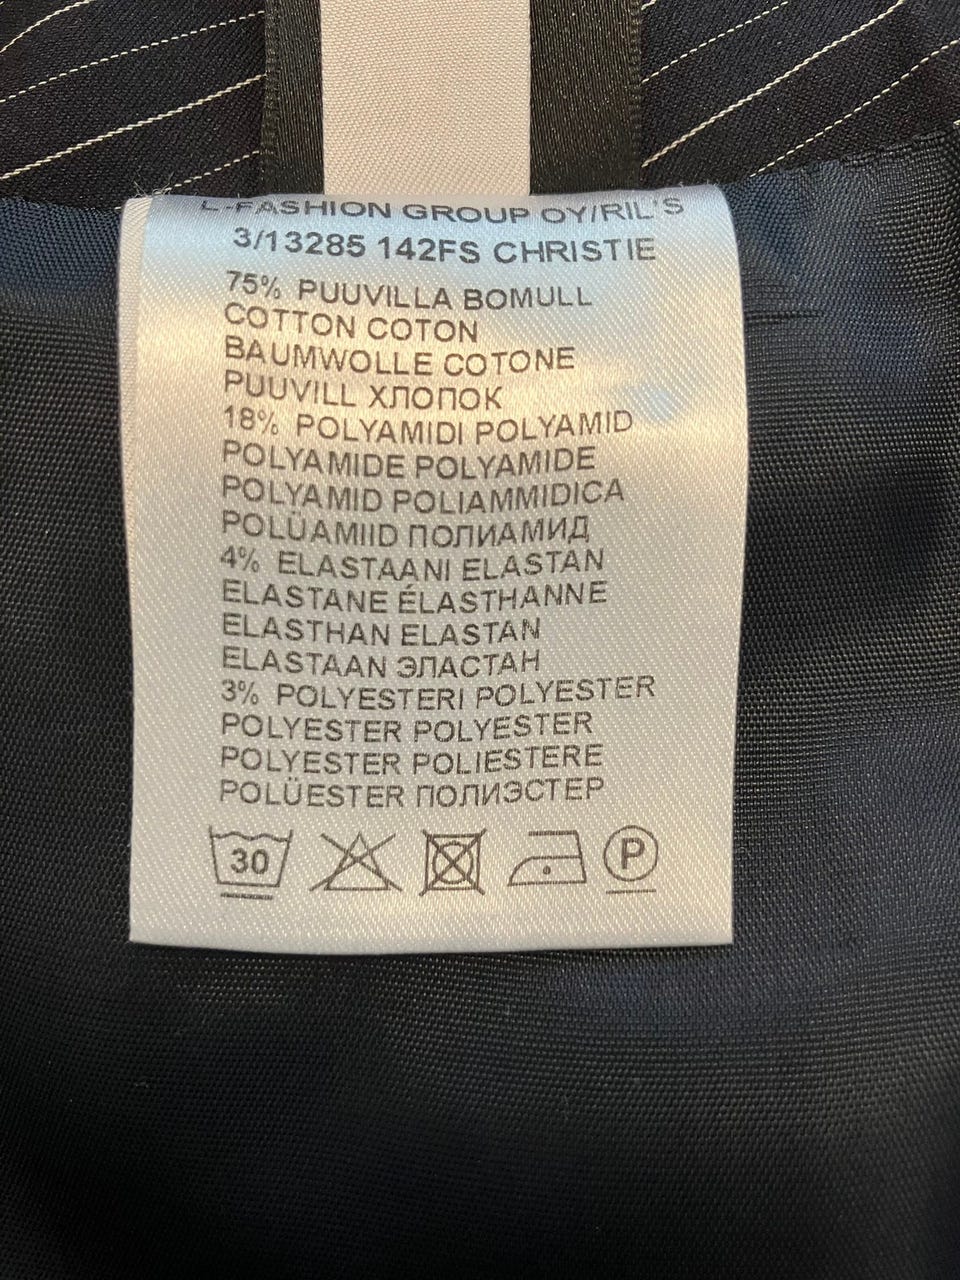 L-FASHION GROUP OY/RIL'S
3/13285 142FS CHRISTIE
75% PUUVILLA BOMULL
COTTON COTON
BAUMWOLLE COTONE
PUUVILL ХЛОПОК
18% POLYAMIDI POLYAMID
POLYAMIDE POLYAMIDE
POLYAMID POLIAMMIDICA
POLÜAMIID ПОЛИАМИД
4% ELASTAANI ELASTAN
ELASTANE ÉLASTHANNE
ELASTHAN ELASTAN
ELASTAAN ЭЛАСТАН
3% POLYESTERI POLYESTER
POLYESTER POLYESTER
POLYESTER POLIESTERE
POLÜESTER ПОЛИЭСТЕР
30 P